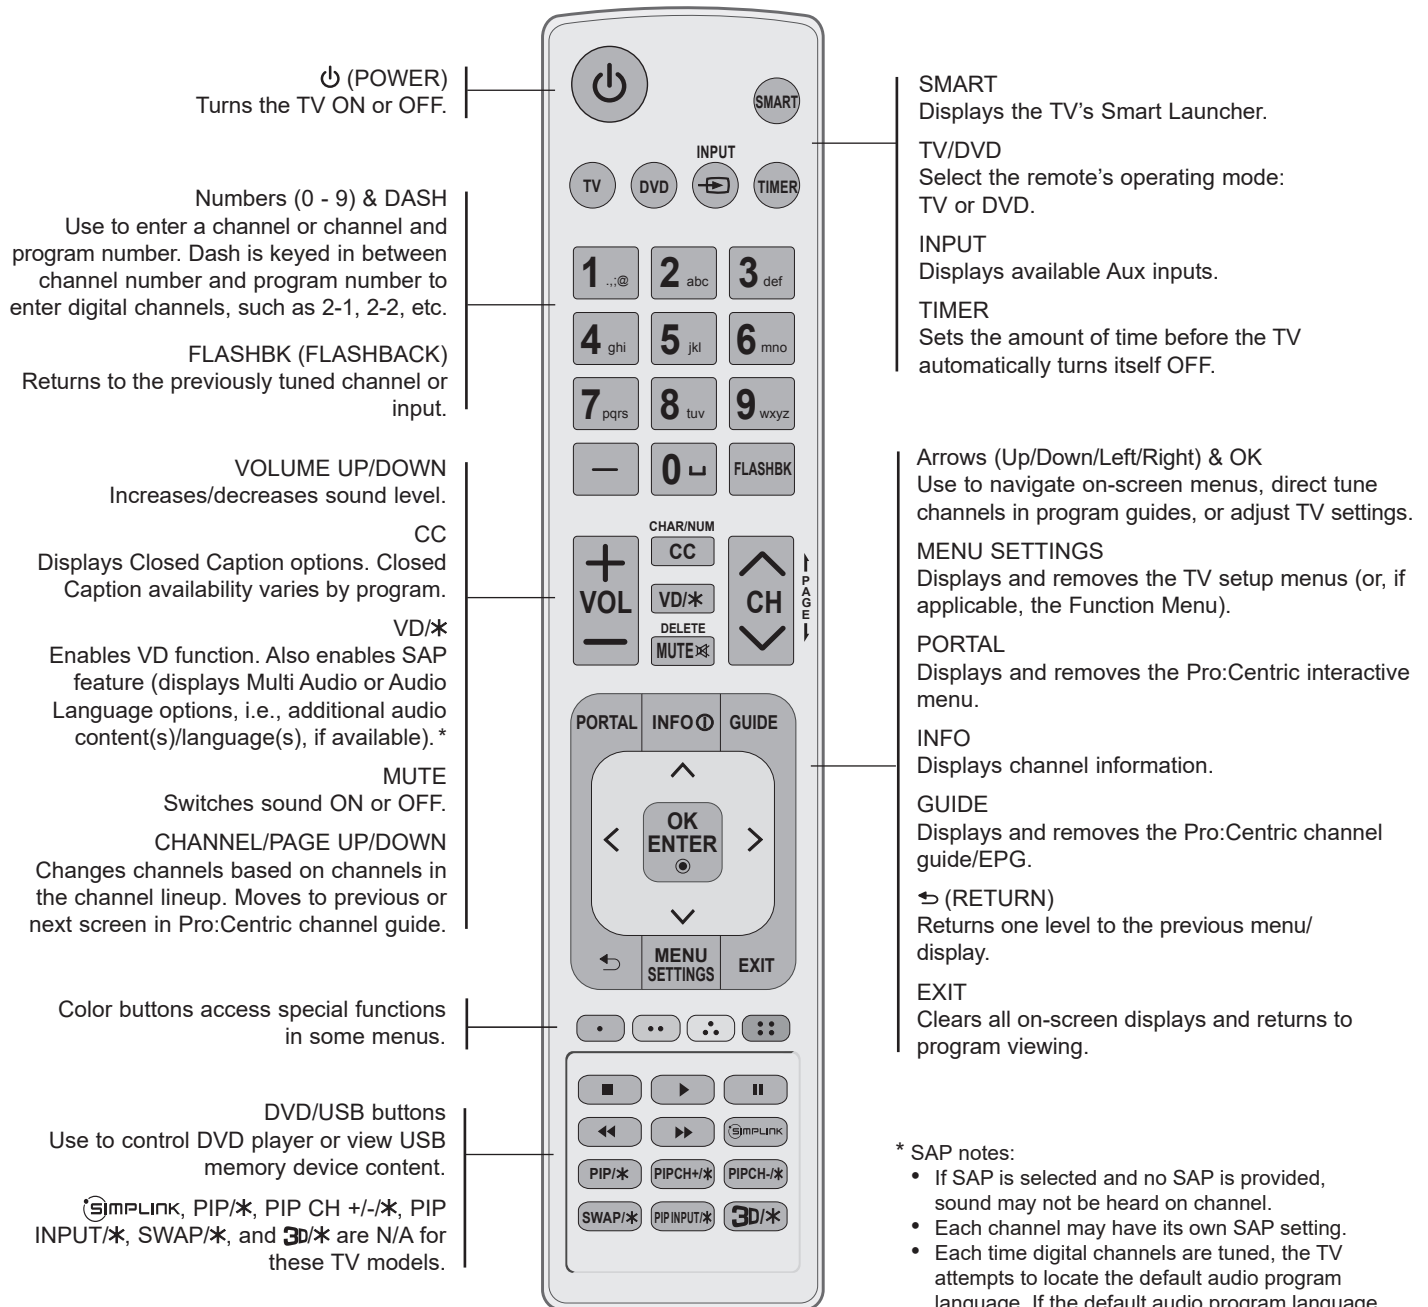 ⏻ (POWER)
Turns the TV ON or OFF.
Numbers (0 - 9) & DASH
Use to enter a channel or channel and
program number. Dash is keyed in between
channel number and program number to
enter digital channels, such as 2-1, 2-2, etc.
FLASHBK (FLASHBACK)
Returns to the previously tuned channel or
input.
VOLUME UP/DOWN
Increases/decreases sound level.
CC
Displays Closed Caption options. Closed
Caption availability varies by program.
VD/*
Enables VD function. Also enables SAP
feature (displays Multi Audio or Audio
Language options, i.e., additional audio
content(s)/language(s), if available). *
MUTE
Switches sound ON or OFF.
CHANNEL/PAGE UP/DOWN
Changes channels based on channels in
the channel lineup. Moves to previous or
next screen in Pro:Centric channel guide.
Color buttons access special functions
in some menus.
DVD/USB buttons
Use to control DVD player or view USB
memory device content.
SIMPLINK, PIP/*, PIP CH +/-/*, PIP
INPUT/*, SWAP/*, and 3D/* are N/A for
these TV models.
SMART
INPUT
TV DVD TIMER
1 .,;@ 2 abc 3 def
4 ghi 5 jkl 6 mno
7 pqrs 8 tuv 9 wxyz
— 0 FLASHBK
CHAR/NUM
CC
+ VOL —
VD/*
CH
PAGE
DELETE
MUTE
PORTAL INFO GUIDE
OK
ENTER
MENU
SETTINGS
EXIT
SIMPLINK
PIP/* PIPCH+/* PIPCH-/*
SWAP/* PIP INPUT/* 3D/*
SMART
Displays the TV's Smart Launcher.
TV/DVD
Select the remote's operating mode:
TV or DVD.
INPUT
Displays available Aux inputs.
TIMER
Sets the amount of time before the TV
automatically turns itself OFF.
Arrows (Up/Down/Left/Right) & OK
Use to navigate on-screen menus, direct tune
channels in program guides, or adjust TV settings.
MENU SETTINGS
Displays and removes the TV setup menus (or, if
applicable, the Function Menu).
PORTAL
Displays and removes the Pro:Centric interactive
menu.
INFO
Displays channel information.
GUIDE
Displays and removes the Pro:Centric channel
guide/EPG.
⮌ (RETURN)
Returns one level to the previous menu/
display.
EXIT
Clears all on-screen displays and returns to
program viewing.
* SAP notes:
• If SAP is selected and no SAP is provided,
sound may not be heard on channel.
• Each channel may have its own SAP setting.
• Each time digital channels are tuned, the TV
attempts to locate the default audio program
language. If the default audio program language